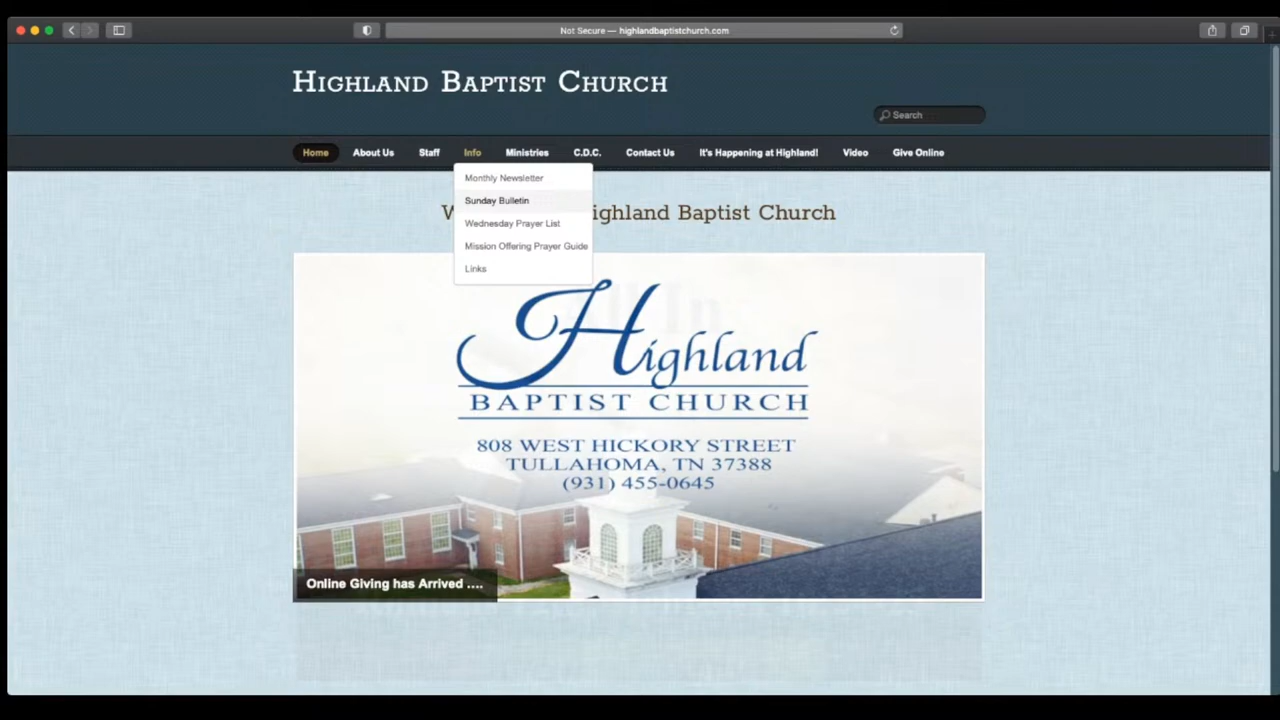 Not Secure — highlandbaptistchurch.com
Highland Baptist Church
Search
Home About Us Staff Info Ministries C.D.C. Contact Us It's Happening at Highland! Video Give Online
Monthly Newsletter
Sunday Bulletin
Wednesday Prayer List
Mission Offering Prayer Guide
Links
ighland Baptist Church
Highland
BAPTIST CHURCH
808 WEST HICKORY STREET
TULLAHOMA, TN 37388
(931) 455-0645
Online Giving has Arrived ....